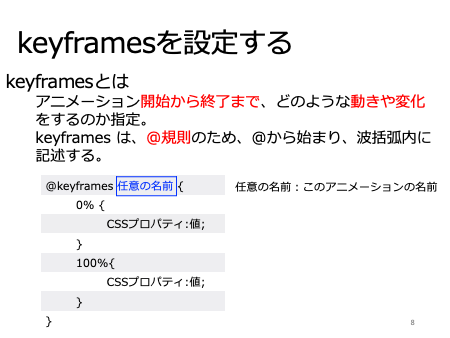 keyframesを設定する
keyframesとは
アニメーション開始から終了まで、どのような動きや変化
をするのか指定。
keyframes は、@規則のため、@から始まり、波括弧内に
記述する。
@keyframes 任意の名前 {
任意の名前：このアニメーションの名前
0% {
CSSプロパティ:値;
}
100%{
CSSプロパティ:値;
}
}
8